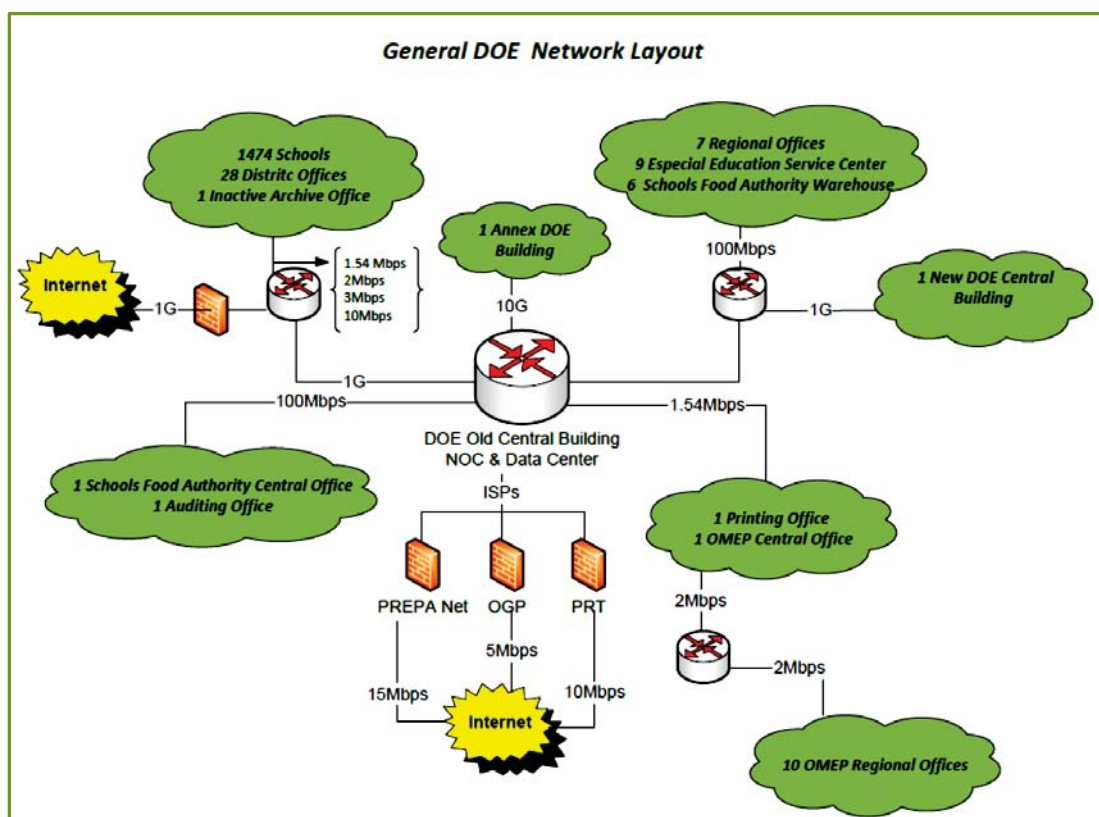 General DOE Network Layout
1474 Schools
28 Distritc Offices
1 Inactive Archive Office
7 Regional Offices
9 Especial Education Service Center
6 Schools Food Authority Warehouse
1 Annex DOE
Building
100Mbps
1.54 Mbps
2Mbps
3Mbps
10Mbps
Internet
1G
10G
1 New DOE Central
Building
1G
1G
100Mbps
1.54Mbps
DOE Old Central Building
NOC & Data Center
ISPs
1 Schools Food Authority Central Office
1 Auditing Office
1 Printing Office
1 OMEP Central Office
PREPA Net
OGP
PRT
2Mbps
5Mbps
15Mbps
10Mbps
2Mbps
Internet
10 OMEP Regional Offices